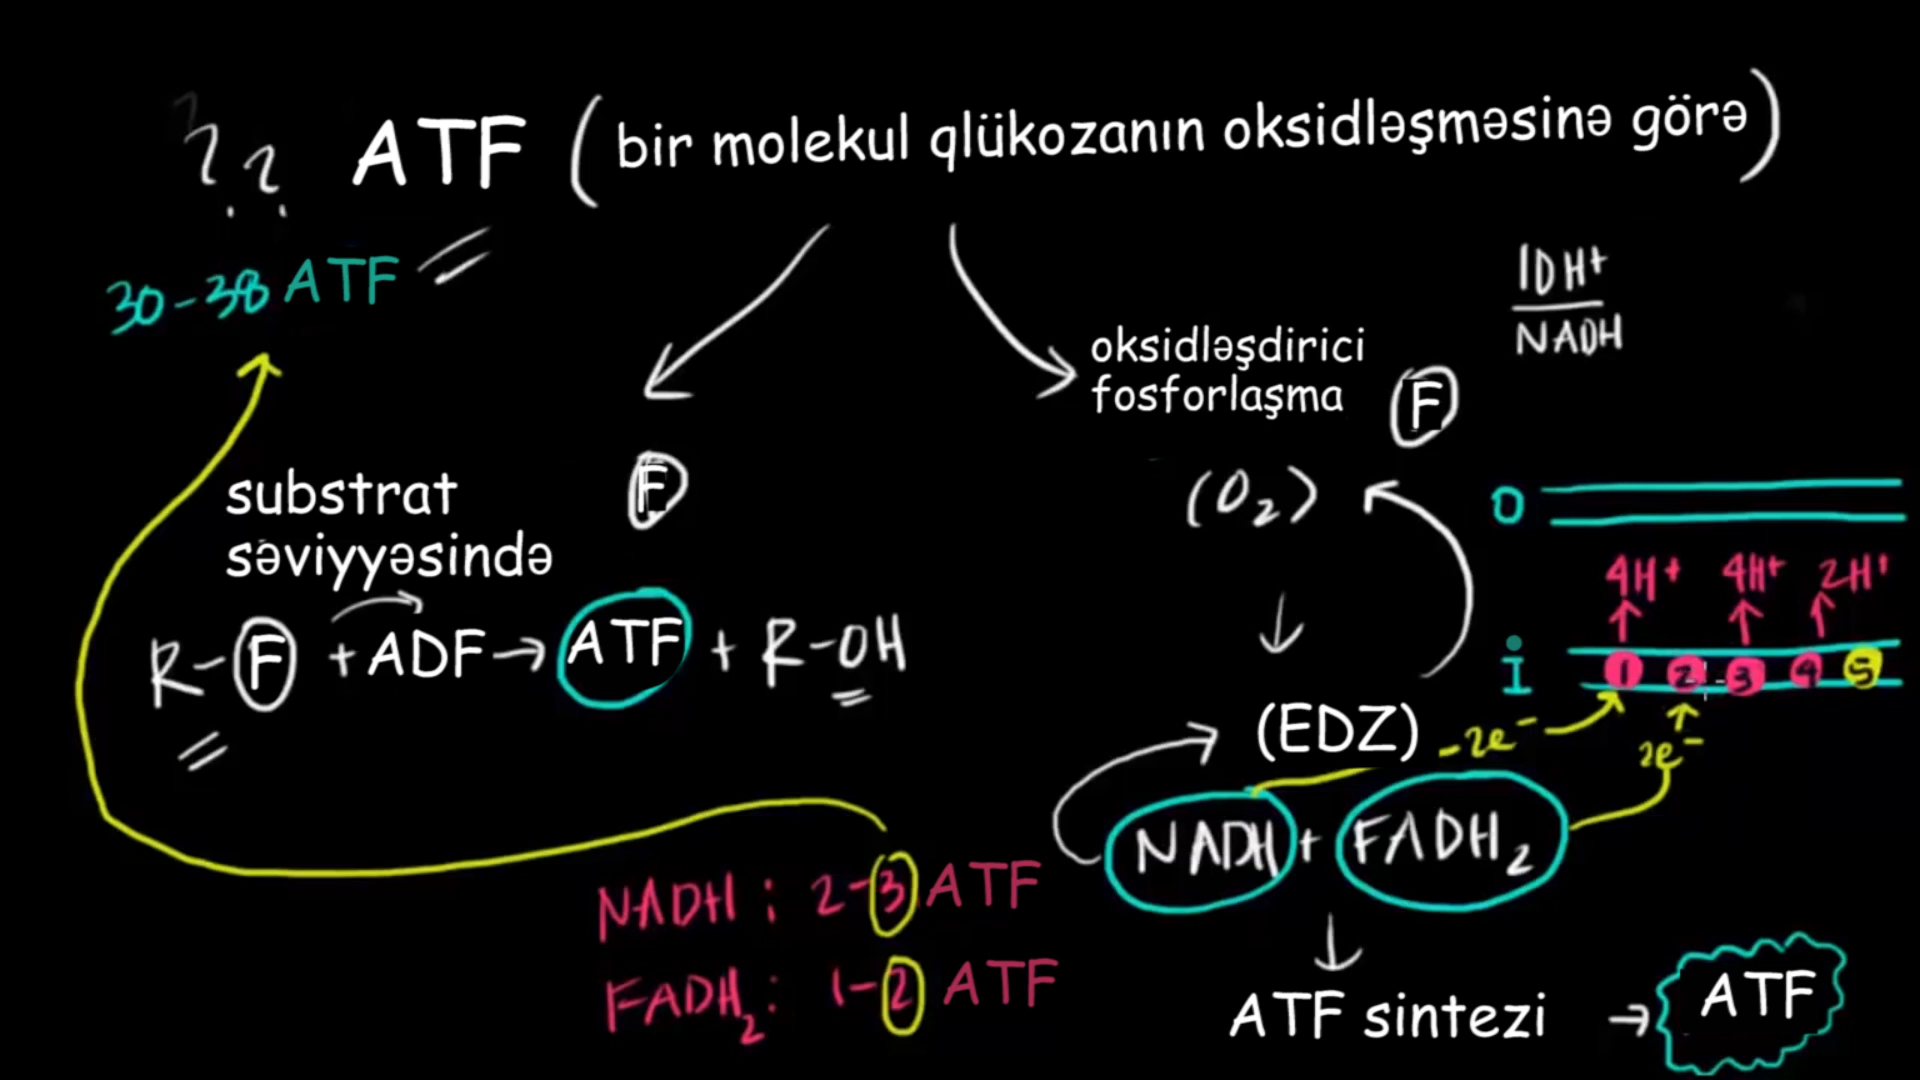 ?
? ? ATF (bir molekul qlükozanın oksidləşməsinə görə)
30-38 ATF
10H+
NADH
oksidləşdirici
fosforlaşma
F
substrat
səviyyəsində
F
(O2)
O
4H+ 4H+ 2H+
R-F + ADF → ATF + R-OH
i
1 2 3 4 5
(EDZ)
-2e-
2e-
NADH + FADH2
NADH: 2-3 ATF
FADH2: 1-2 ATF
ATF sintezi → ATF